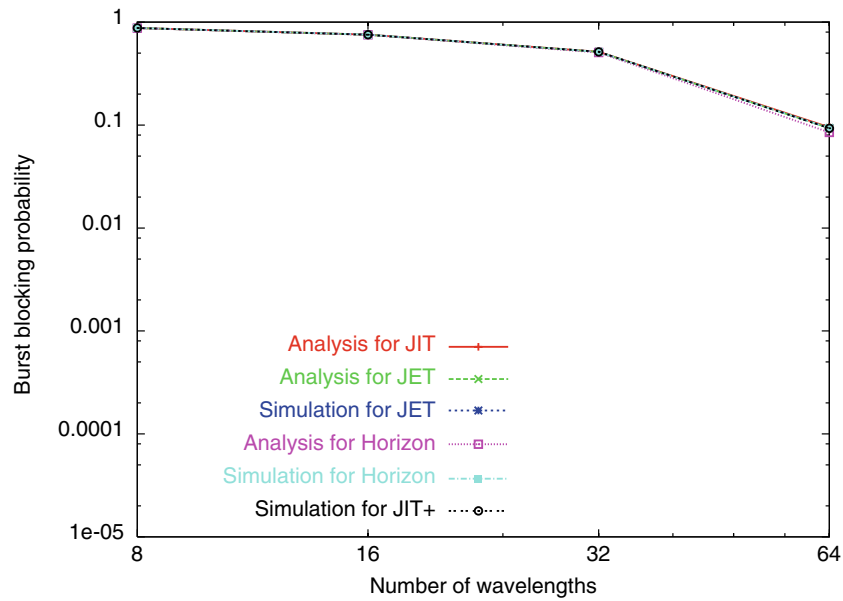 1
0.1
0.01
0.001
0.0001
1e-05
Burst blocking probability
Analysis for JIT
Analysis for JET
Simulation for JET
Analysis for Horizon
Simulation for Horizon
Simulation for JIT+
8
16
32
64
Number of wavelengths